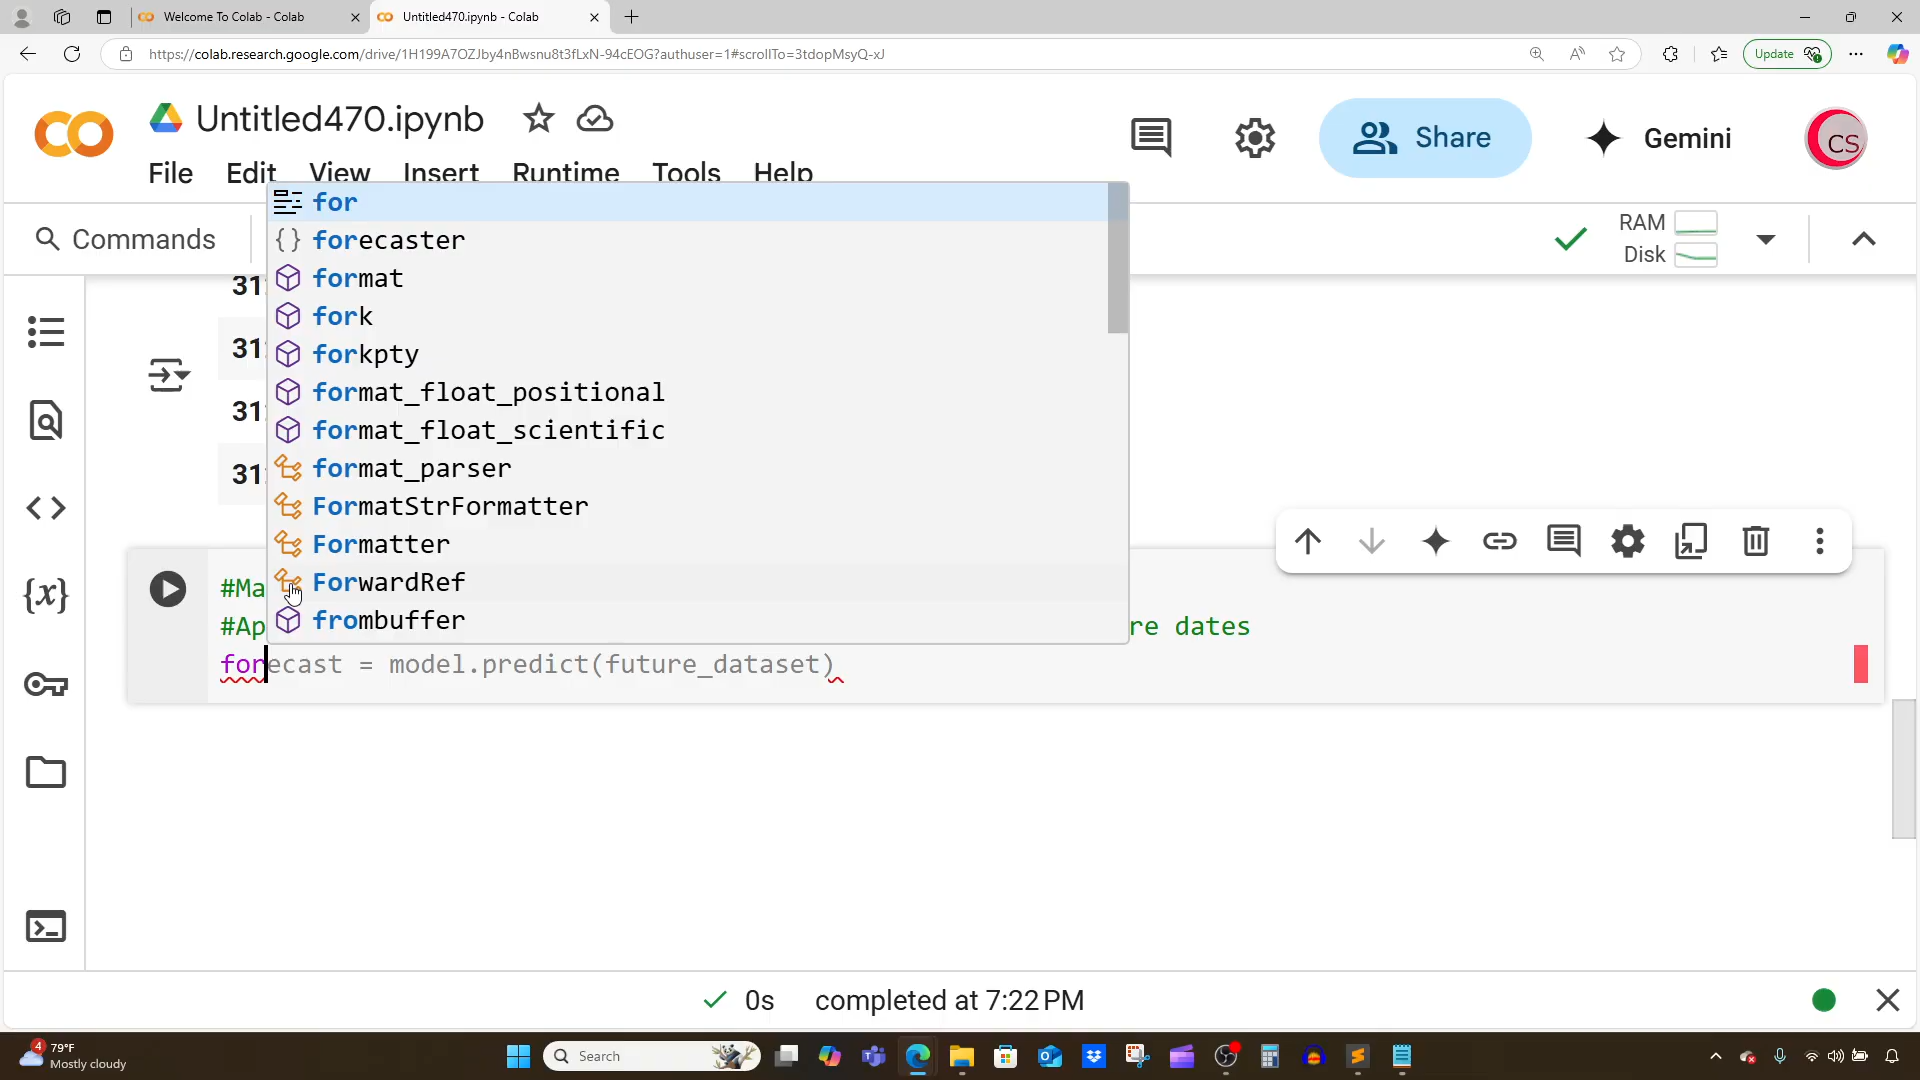 Welcome To Colab - Colab
Untitled470.ipynb - Colab
https://colab.research.google.com/drive/1H199A7OZJby4nBwsnu8t3fLxN-94cEOG?authuser=1#scrollTo=3tdopMsyQ-xJ
Update
Untitled470.ipynb
Share
Gemini
CS
File Edit View Insert Runtime Tools Help
Commands
RAM
Disk
for
forecaster
format
fork
forkpty
format_float_positional
format_float_scientific
format_parser
FormatStrFormatter
Formatter
ForwardRef
frombuffer
#Ma
#Ap re dates
forecast = model.predict(future_dataset)
0s completed at 7:22 PM
4
79°F
Mostly cloudy
Search